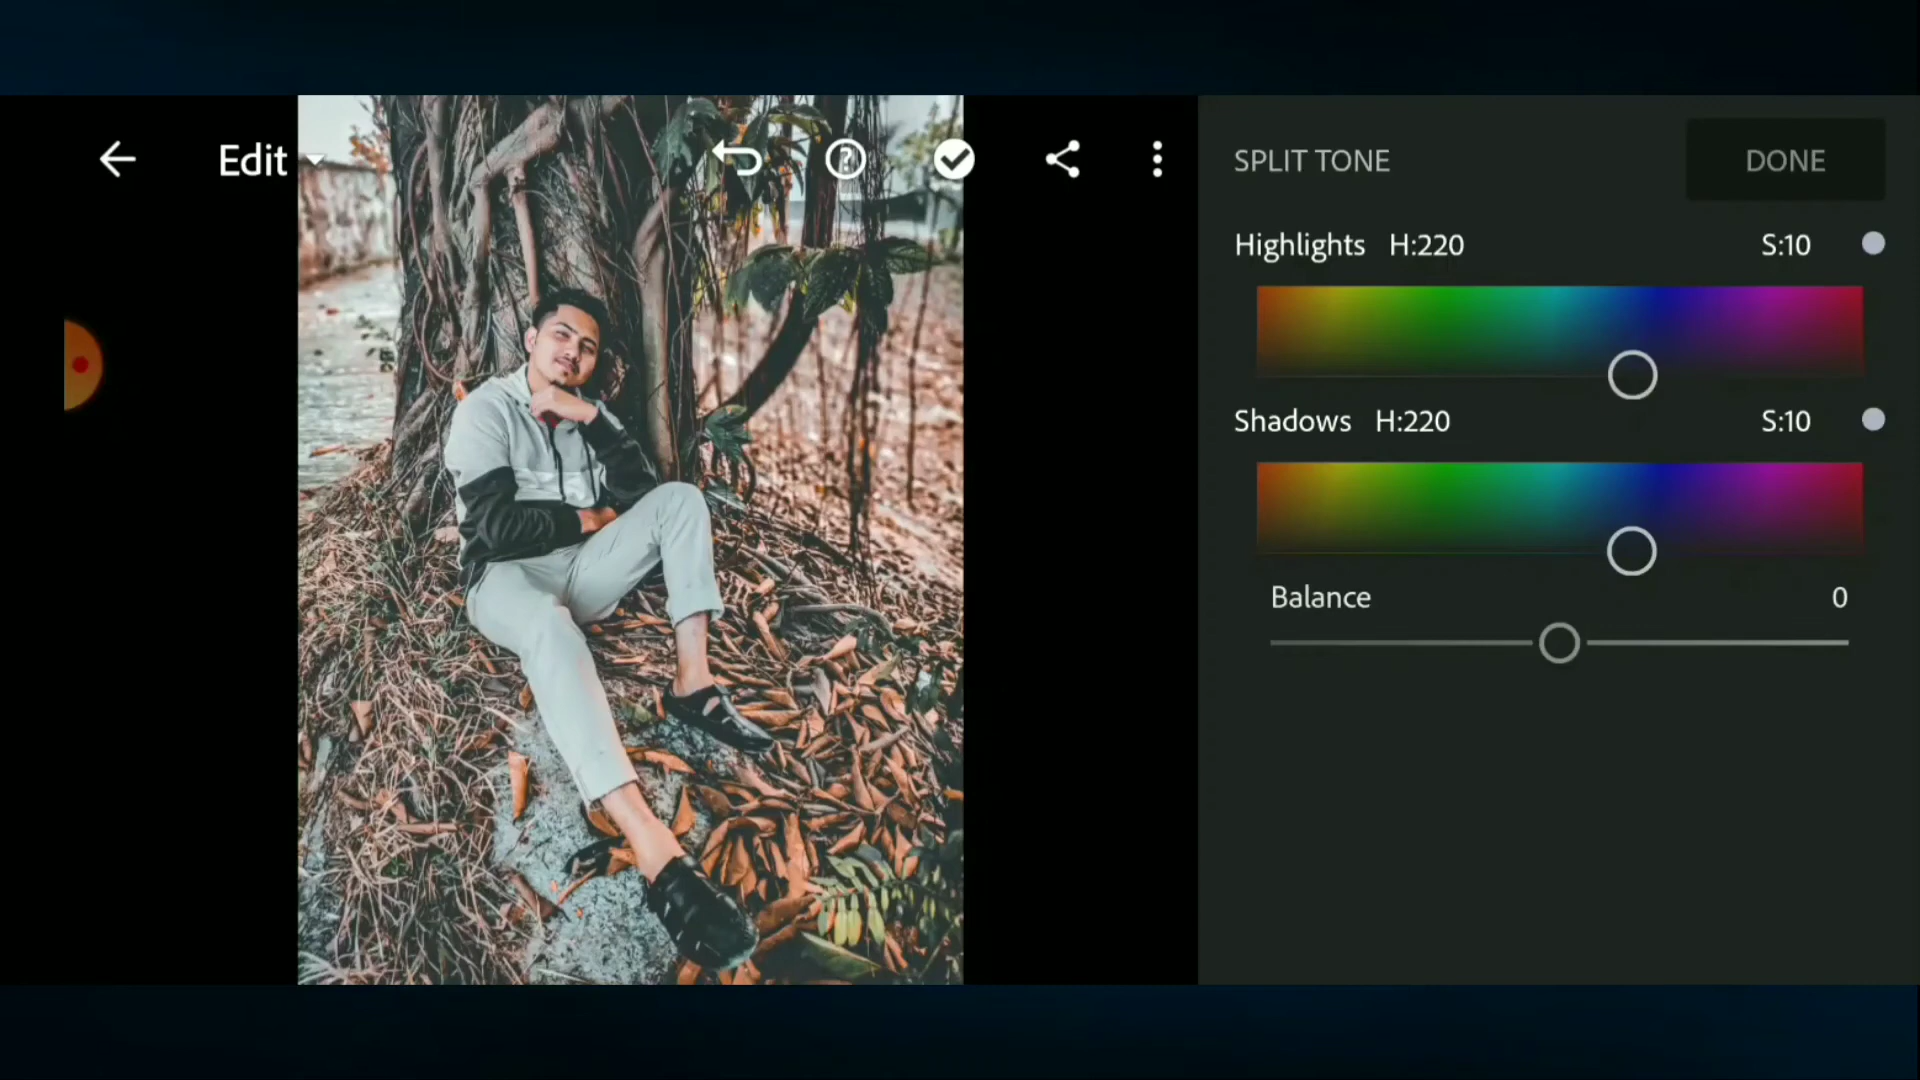 Edit
SPLIT TONE DONE
Highlights H:220 S:10
Shadows H:220 S:10
Balance 0